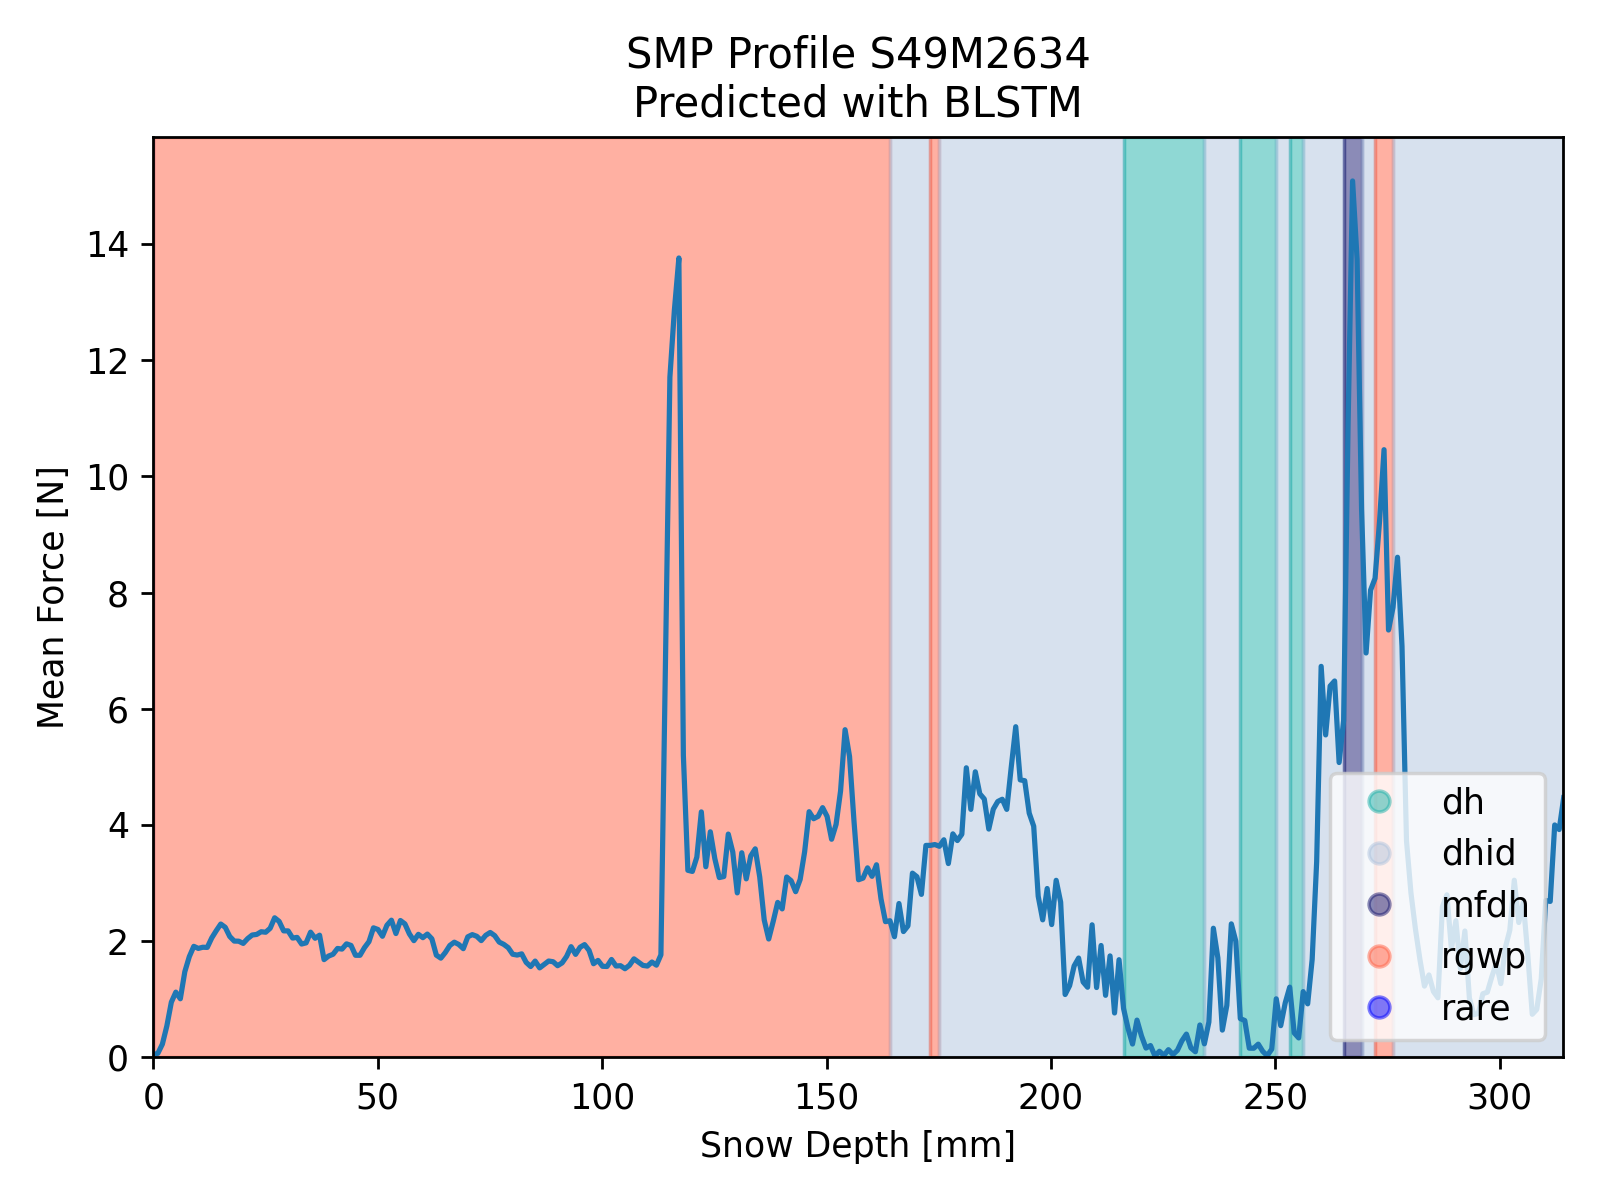 SMP Profile S49M2634
Predicted with BLSTM
Mean Force [N]
14
12
10
8
6
4
2
0
dh
dhid
mfdh
rgwp
rare
0 50 100 150 200 250 300
Snow Depth [mm]